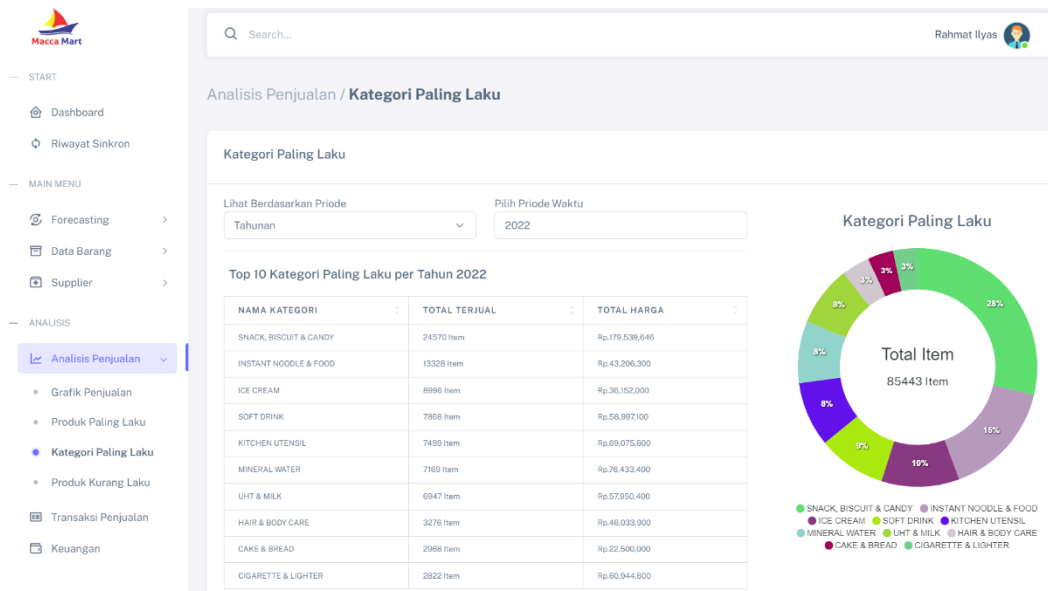 Macca Mart
Search...
Rahmat Ilyas
START
Dashboard
Riwayat Sinkron
MAIN MENU
Forecasting
Data Barang
Supplier
ANALISIS
Analisis Penjualan
Grafik Penjualan
Produk Paling Laku
Kategori Paling Laku
Produk Kurang Laku
Transaksi Penjualan
Keuangan
Analisis Penjualan / Kategori Paling Laku
Kategori Paling Laku
Lihat Berdasarkan Priode
Pilih Priode Waktu
Tahunan
2022
Top 10 Kategori Paling Laku per Tahun 2022
NAMA KATEGORI TOTAL TERJUAL TOTAL HARGA
SNACK, BISCUIT & CANDY 24570 Item Rp.179,539,646
INSTANT NOODLE & FOOD 13328 Item Rp.43,206,300
ICE CREAM 8996 Item Rp.36,152,000
SOFT DRINK 7868 Item Rp.58,997,100
KITCHEN UTENSIL 7499 Item Rp.69,075,600
MINERAL WATER 7169 Item Rp.76,433,400
UHT & MILK 6947 Item Rp.57,950,400
HAIR & BODY CARE 3276 Item Rp.46,033,900
CAKE & BREAD 2968 Item Rp.22,500,000
CIGARETTE & LIGHTER 2822 Item Rp.60,944,600
Kategori Paling Laku
28%
15%
10%
9%
8%
8%
8%
3%
3%
3%
Total Item
85443 Item
SNACK, BISCUIT & CANDY INSTANT NOODLE & FOOD
ICE CREAM SOFT DRINK KITCHEN UTENSIL
MINERAL WATER UHT & MILK HAIR & BODY CARE
CAKE & BREAD CIGARETTE & LIGHTER